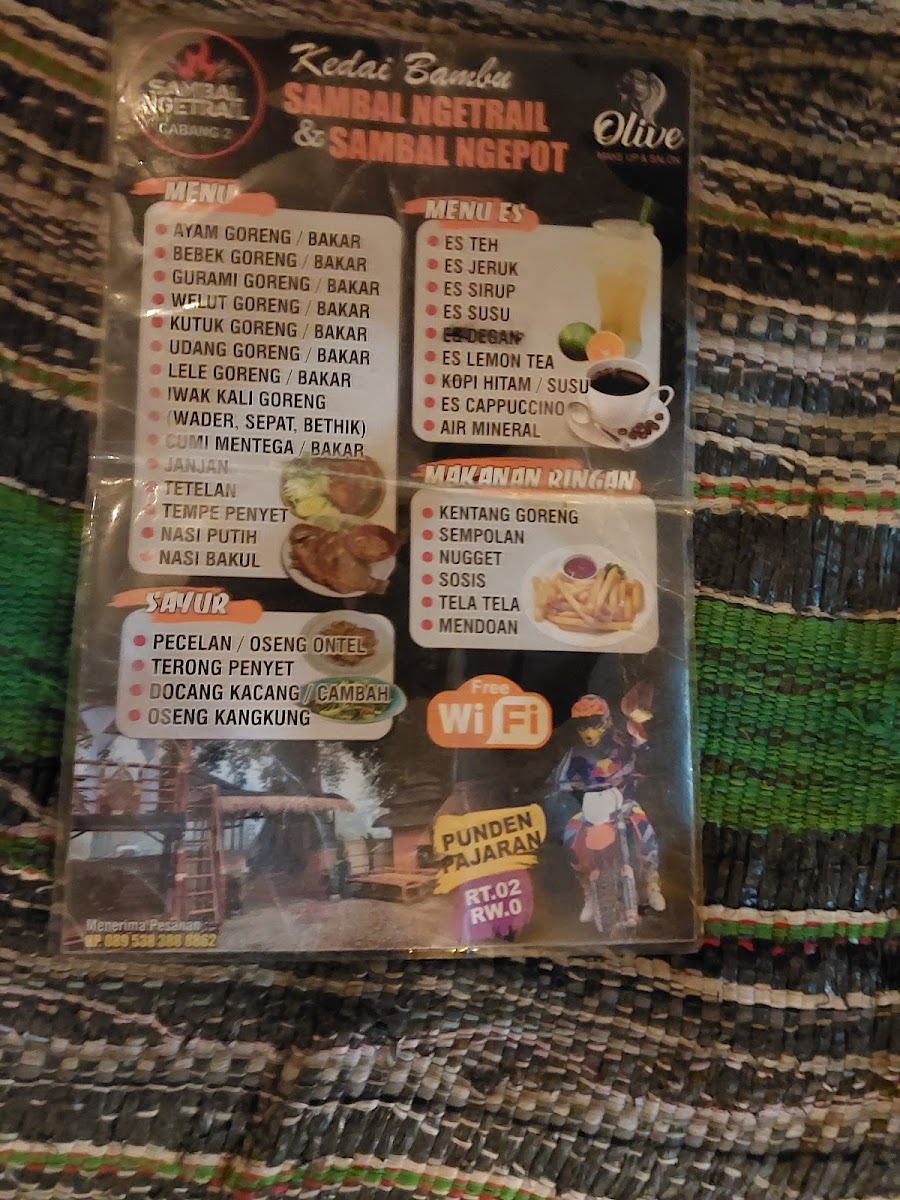 SAMBAL
NGETRAIL
CABANG 2
Kedai Bambu
SAMBAL NGETRAIL
& SAMBAL NGEPOT
Olive
MAKE UP & SALON
MENU
AYAM GORENG / BAKAR
BEBEK GORENG / BAKAR
GURAMI GORENG / BAKAR
WELUT GORENG / BAKAR
KUTUK GORENG / BAKAR
UDANG GORENG / BAKAR
LELE GORENG / BAKAR
IWAK KALI GORENG
(WADER, SEPAT, BETHIK)
CUMI MENTEGA / BAKAR
JANJAN
TETELAN
TEMPE PENYET
NASI PUTIH
NASI BAKUL
SAYUR
PECELAN / OSENG ONTEL
TERONG PENYET
DOCANG KACANG / CAMBAH
OSENG KANGKUNG
MENU ES
ES TEH
ES JERUK
ES SIRUP
ES SUSU
ES DEGAN
ES LEMON TEA
KOPI HITAM / SUSU
ES CAPPUCCINO
AIR MINERAL
MAKANAN RINGAN
KENTANG GORENG
SEMPOLAN
NUGGET
SOSIS
TELA TELA
MENDOAN
Free
WiFi
PUNDEN
PAJARAN
RT.02
RW.0
Menerima Pesanan
HP.